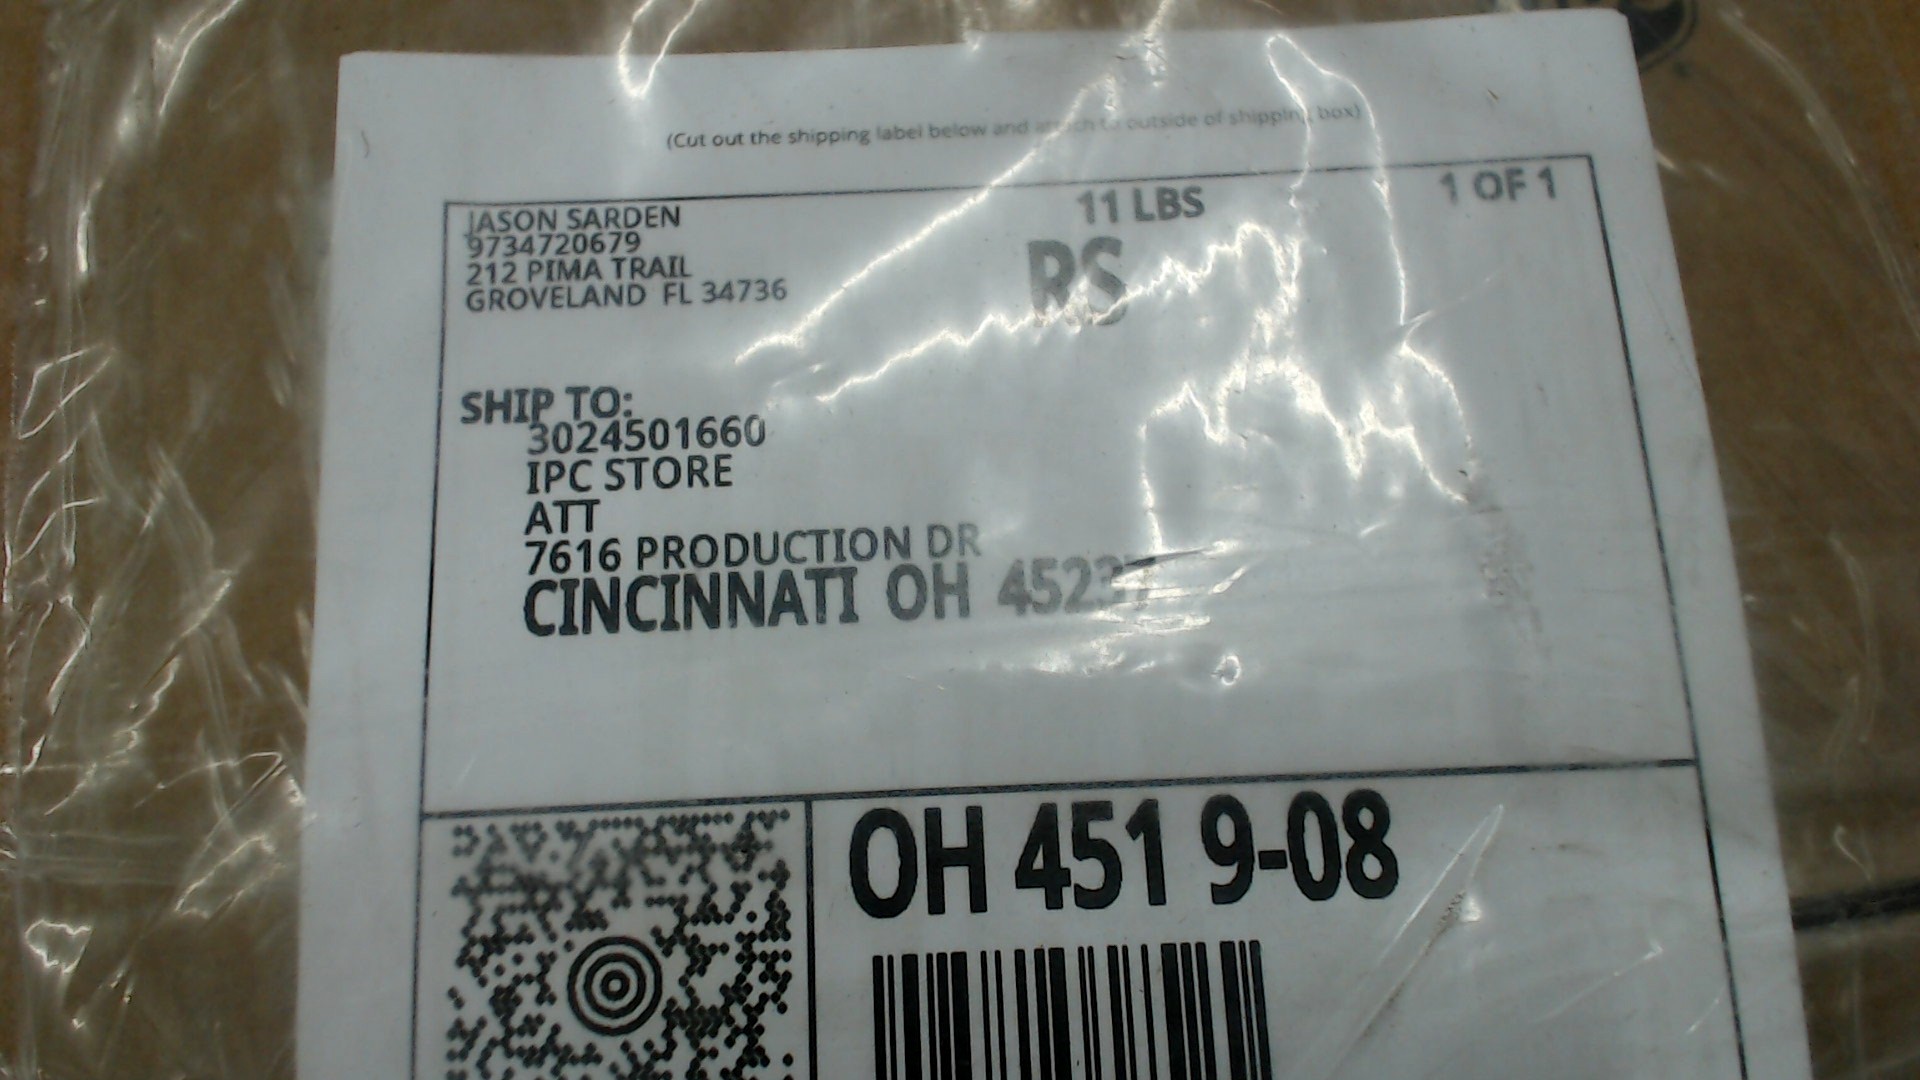 (Cut out the shipping label below and attach to outside of shipping box)
JASON SARDEN
9734720679
212 PIMA TRAIL
GROVELAND FL 34736
11 LBS
1 OF 1
RS
SHIP TO:
3024501660
IPC STORE
ATT
7616 PRODUCTION DR
CINCINNATI OH 45237
OH 451 9-08